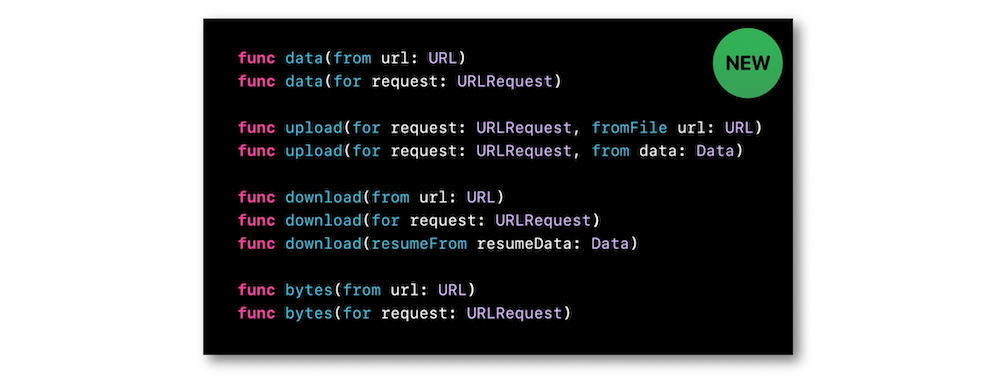 NEW
func data(from url: URL)
func data(for request: URLRequest)
func upload(for request: URLRequest, fromFile url: URL)
func upload(for request: URLRequest, from data: Data)
func download(from url: URL)
func download(for request: URLRequest)
func download(resumeFrom resumeData: Data)
func bytes(from url: URL)
func bytes(for request: URLRequest)